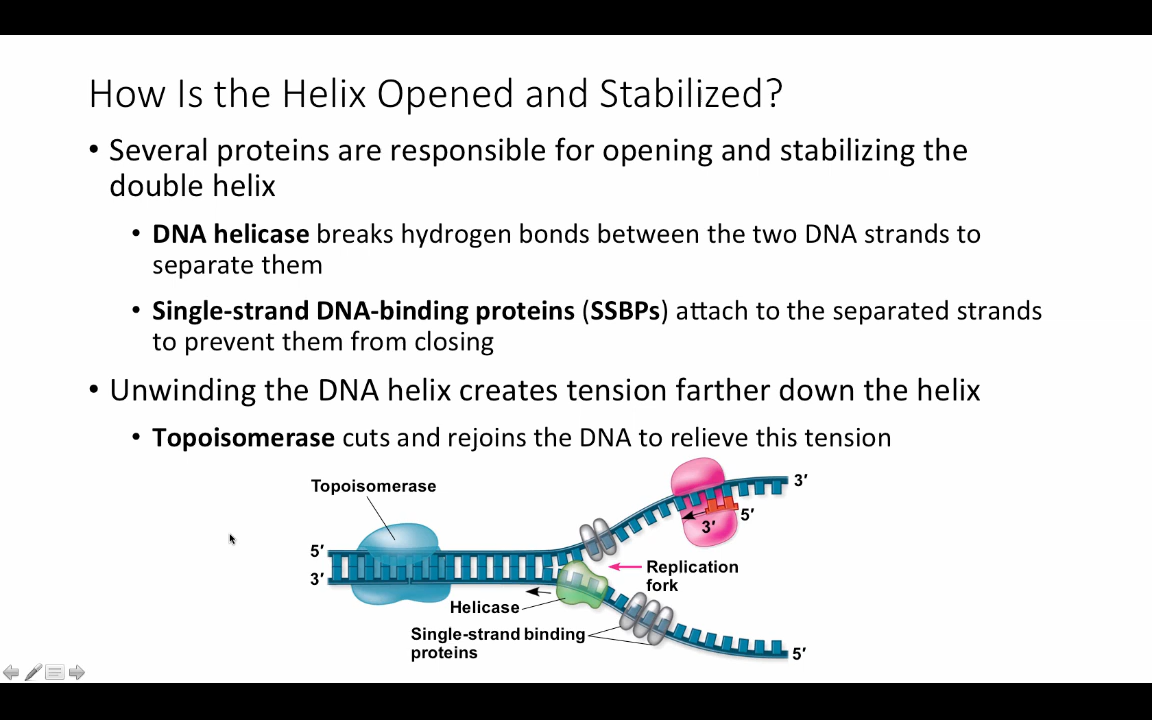 How Is the Helix Opened and Stabilized?
• Several proteins are responsible for opening and stabilizing the
double helix
• DNA helicase breaks hydrogen bonds between the two DNA strands to
separate them
• Single-strand DNA-binding proteins (SSBPs) attach to the separated strands
to prevent them from closing
• Unwinding the DNA helix creates tension farther down the helix
• Topoisomerase cuts and rejoins the DNA to relieve this tension
Topoisomerase
3′
5′
3′
5′
3′
Replication
fork
Helicase
Single-strand binding
proteins
5′